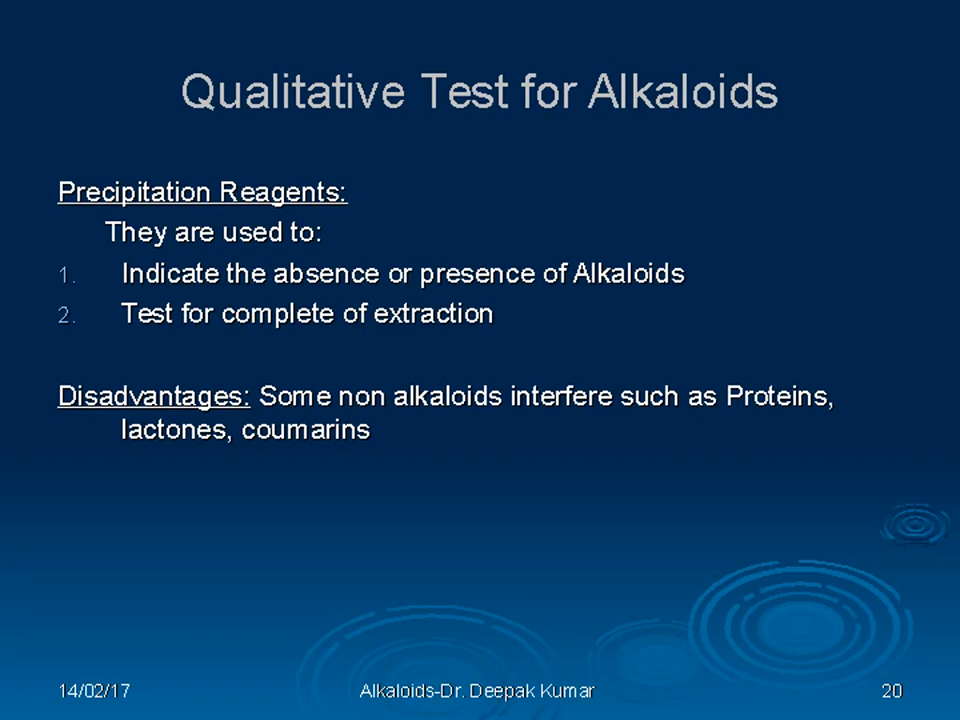 Qualitative Test for Alkaloids
Precipitation Reagents:
They are used to:
1. Indicate the absence or presence of Alkaloids
2. Test for complete of extraction
Disadvantages: Some non alkaloids interfere such as Proteins,
lactones, coumarins
14/02/17 Alkaloids-Dr. Deepak Kumar 20